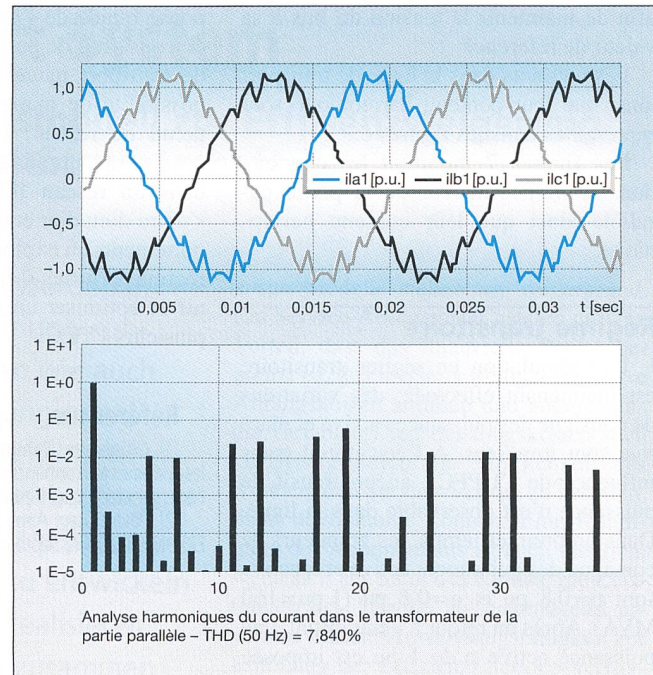 1.0
0,5
0
−0,5
−1,0
ila1[p.u.] ilb1[p.u.] ilc1[p.u.]
0,005 0,01 0,015 0,02 0,025 0,03 t [sec]
1 E+1
1 E+0
1 E-1
1 E-2
1 E-3
1 E-4
1 E-5
0 10 20 30
Analyse harmoniques du courant dans le transformateur de la
partie parallèle – THD (50 Hz) = 7,840%